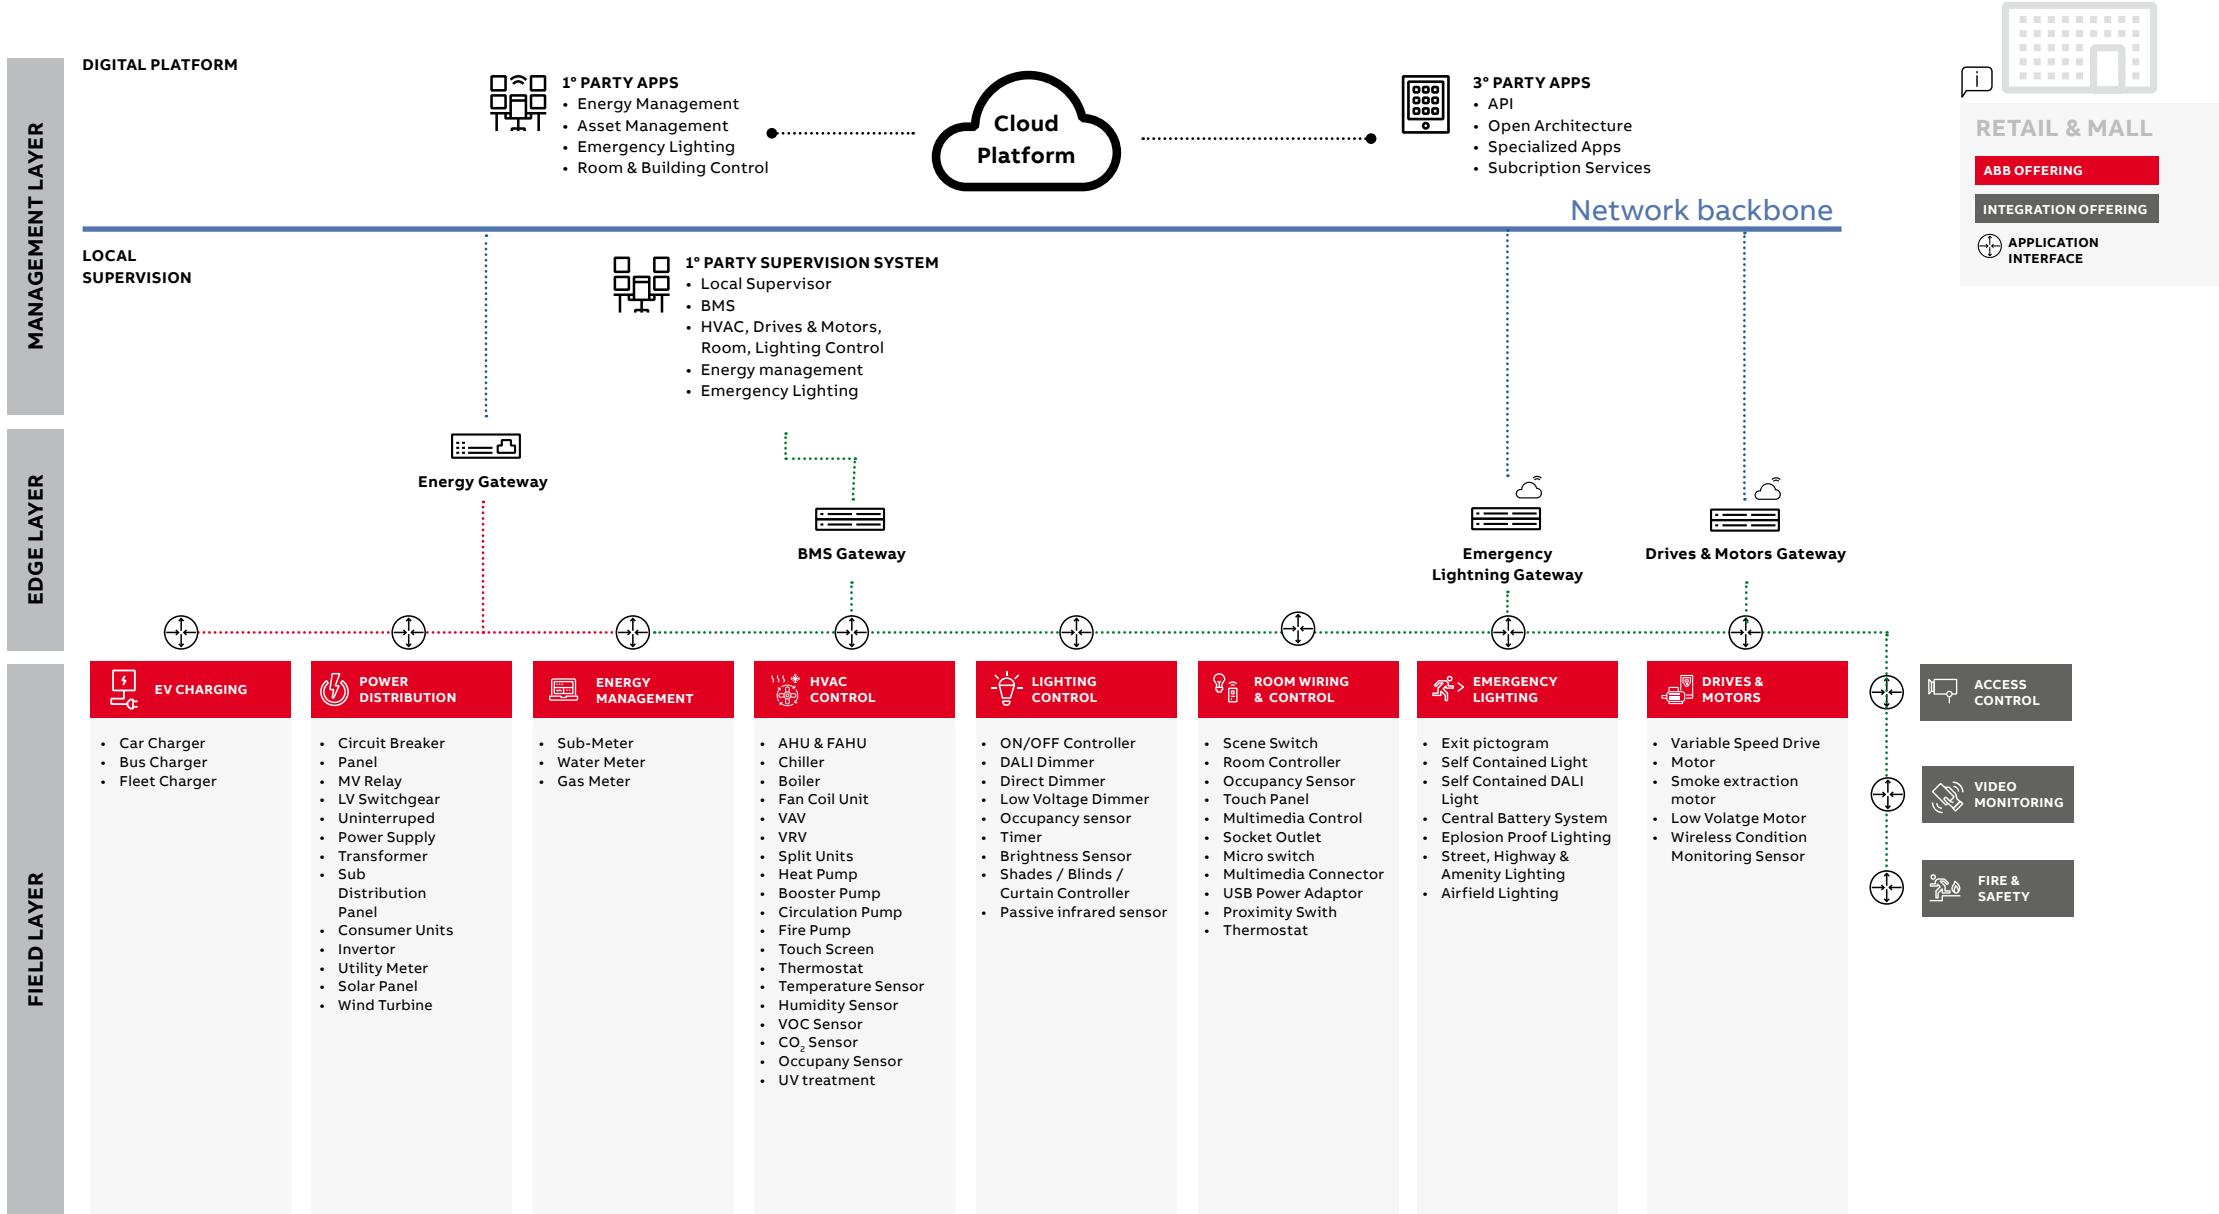 DIGITAL PLATFORM
MANAGEMENT LAYER
1° PARTY APPS
• Energy Management
• Asset Management
• Emergency Lighting
• Room & Building Control
Cloud
Platform
3° PARTY APPS
• API
• Open Architecture
• Specialized Apps
• Subcription Services
i
RETAIL & MALL
ABB OFFERING
INTEGRATION OFFERING
APPLICATION
INTERFACE
Network backbone
LOCAL
SUPERVISION
1° PARTY SUPERVISION SYSTEM
• Local Supervisor
• BMS
• HVAC, Drives & Motors,
Room, Lighting Control
• Energy management
• Emergency Lighting
EDGE LAYER
Energy Gateway
BMS Gateway
Emergency
Lightning Gateway
Drives & Motors Gateway
FIELD LAYER
EV CHARGING
• Car Charger
• Bus Charger
• Fleet Charger
POWER
DISTRIBUTION
• Circuit Breaker
• Panel
• MV Relay
• LV Switchgear
• Uninterruped
• Power Supply
• Transformer
• Sub
Distribution
Panel
• Consumer Units
• Invertor
• Utility Meter
• Solar Panel
• Wind Turbine
ENERGY
MANAGEMENT
• Sub-Meter
• Water Meter
• Gas Meter
HVAC
CONTROL
• AHU & FAHU
• Chiller
• Boiler
• Fan Coil Unit
• VAV
• VRV
• Split Units
• Heat Pump
• Booster Pump
• Circulation Pump
• Fire Pump
• Touch Screen
• Thermostat
• Temperature Sensor
• Humidity Sensor
• VOC Sensor
• CO₂ Sensor
• Occupany Sensor
• UV treatment
LIGHTING
CONTROL
• ON/OFF Controller
• DALI Dimmer
• Direct Dimmer
• Low Voltage Dimmer
• Occupancy sensor
• Timer
• Brightness Sensor
• Shades / Blinds /
Curtain Controller
• Passive infrared sensor
ROOM WIRING
& CONTROL
• Scene Switch
• Room Controller
• Occupancy Sensor
• Touch Panel
• Multimedia Control
• Socket Outlet
• Micro switch
• Multimedia Connector
• USB Power Adaptor
• Proximity Swith
• Thermostat
EMERGENCY
LIGHTING
• Exit pictogram
• Self Contained Light
• Self Contained DALI
Light
• Central Battery System
• Eplosion Proof Lighting
• Street, Highway &
Amenity Lighting
• Airfield Lighting
DRIVES &
MOTORS
• Variable Speed Drive
• Motor
• Smoke extraction
motor
• Low Volatge Motor
• Wireless Condition
Monitoring Sensor
ACCESS
CONTROL
VIDEO
MONITORING
FIRE &
SAFETY